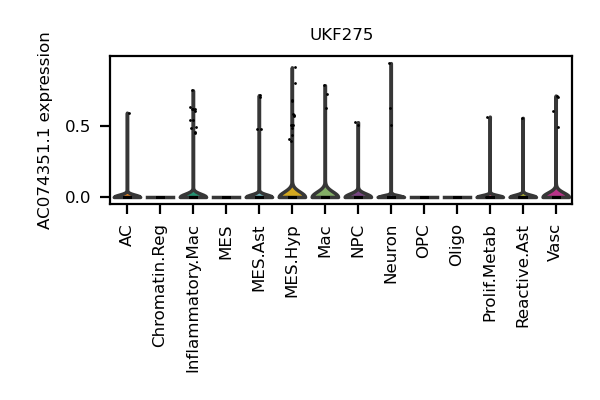 UKF275
AC074351.1 expression
0.5
0.0
AC
Chromatin.Reg
Inflammatory.Mac
MES
MES.Ast
MES.Hyp
Mac
NPC
Neuron
OPC
Oligo
Prolif.Metab
Reactive.Ast
Vasc